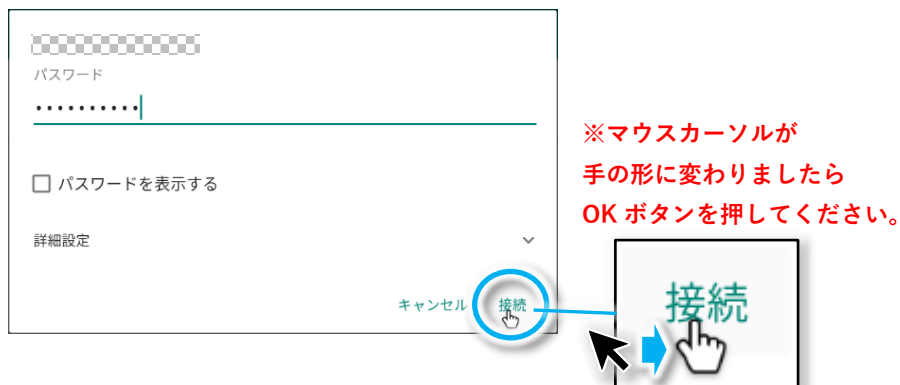 パスワード
••••••••••
パスワードを表示する
詳細設定
キャンセル 接続
※マウスカーソルが
手の形に変わりましたら
OK ボタンを押してください。
接続